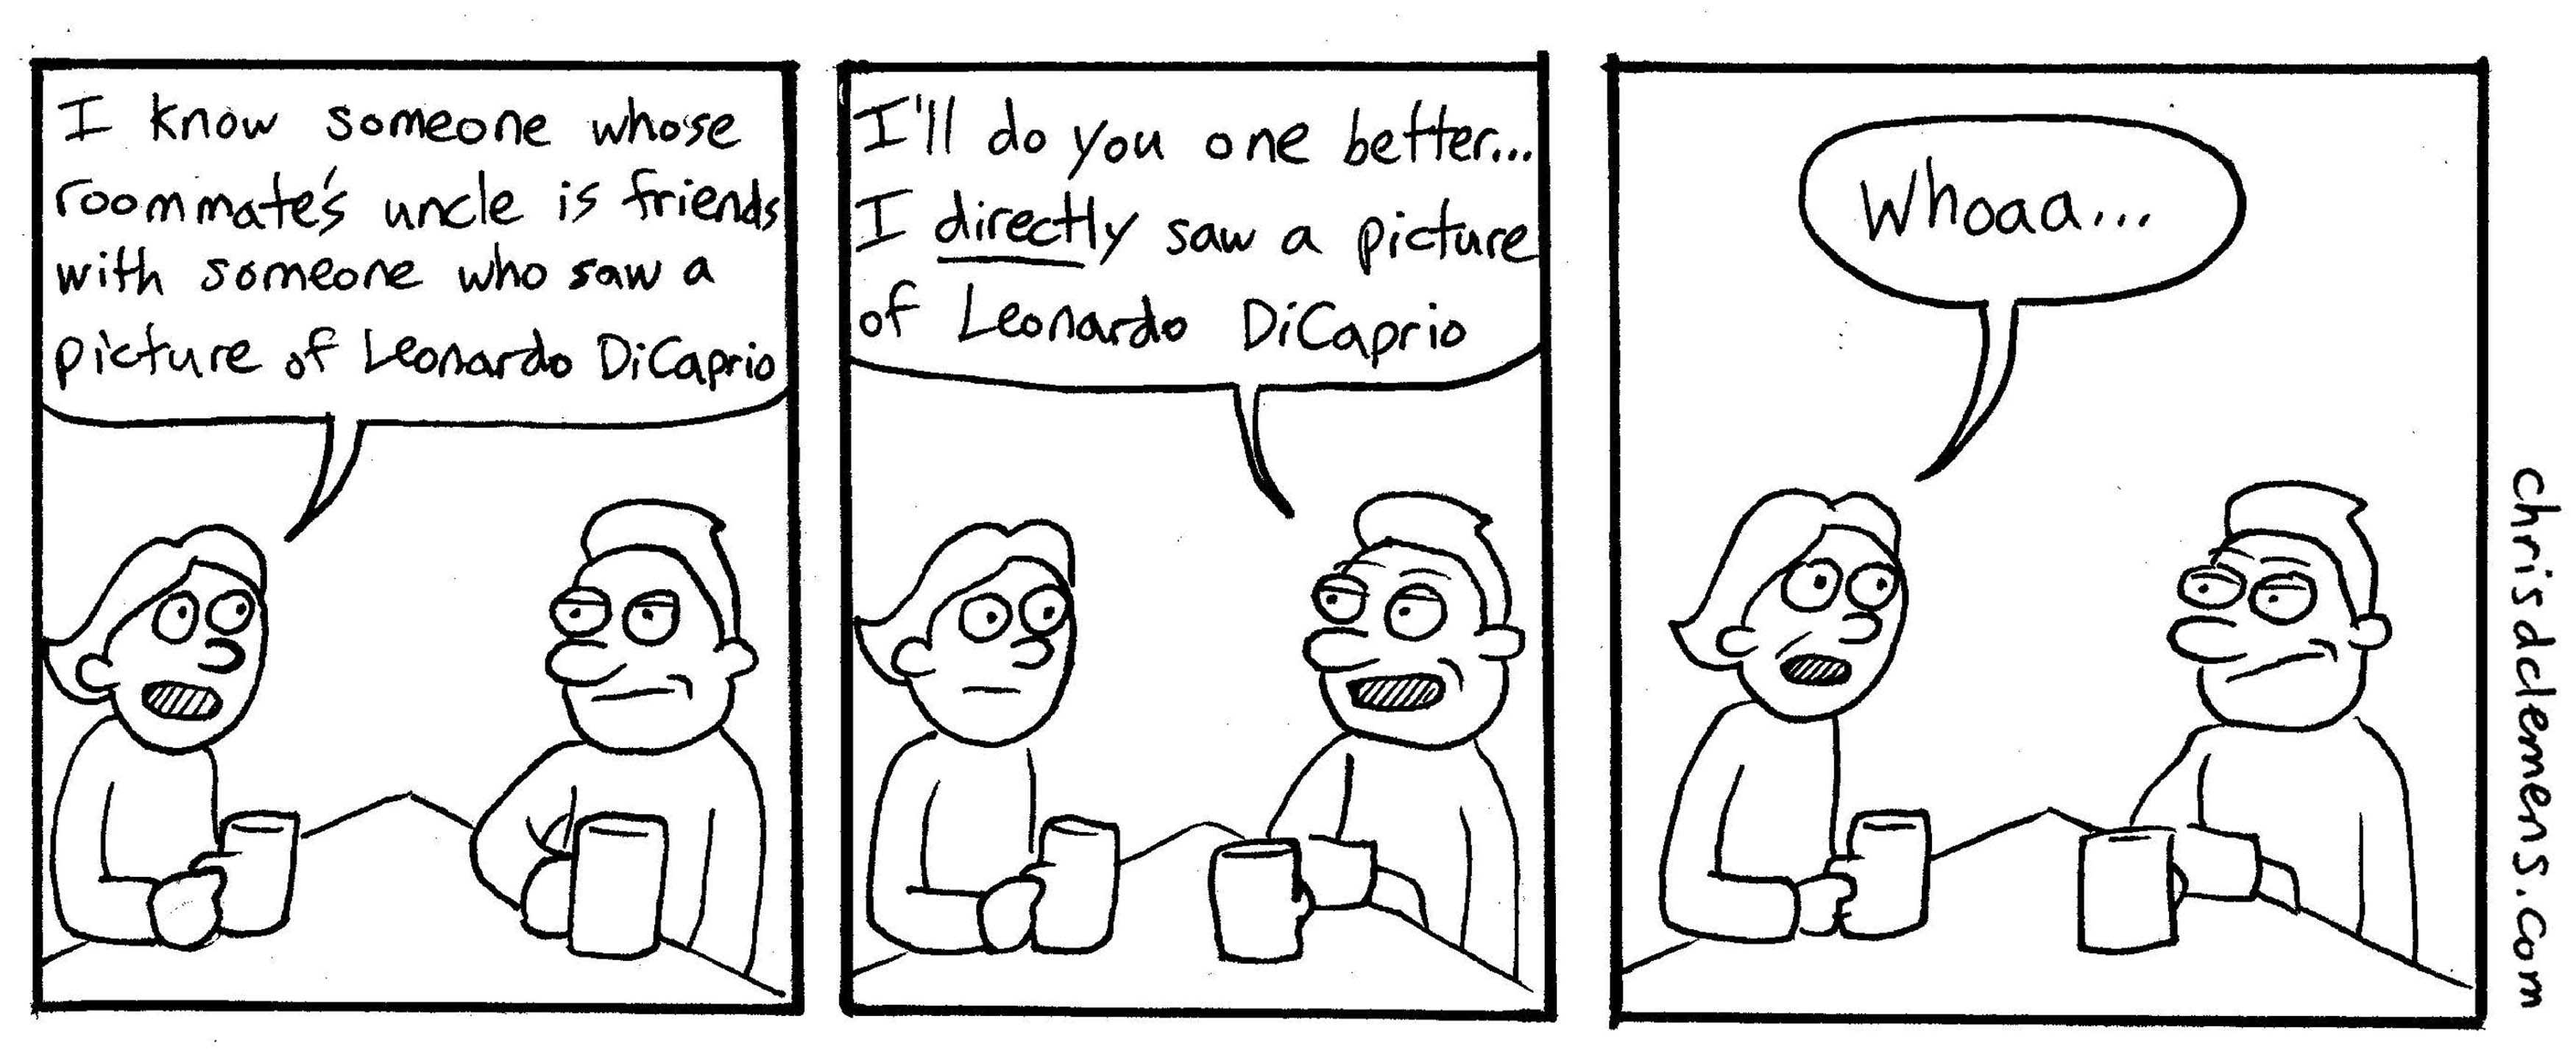 I know someone whose
roommate's uncle is friends
with someone who saw a
picture of Leonardo DiCaprio
I'll do you one better...
I directly saw a picture
of Leonardo DiCaprio
Whoaa...
chrisdclemens.com